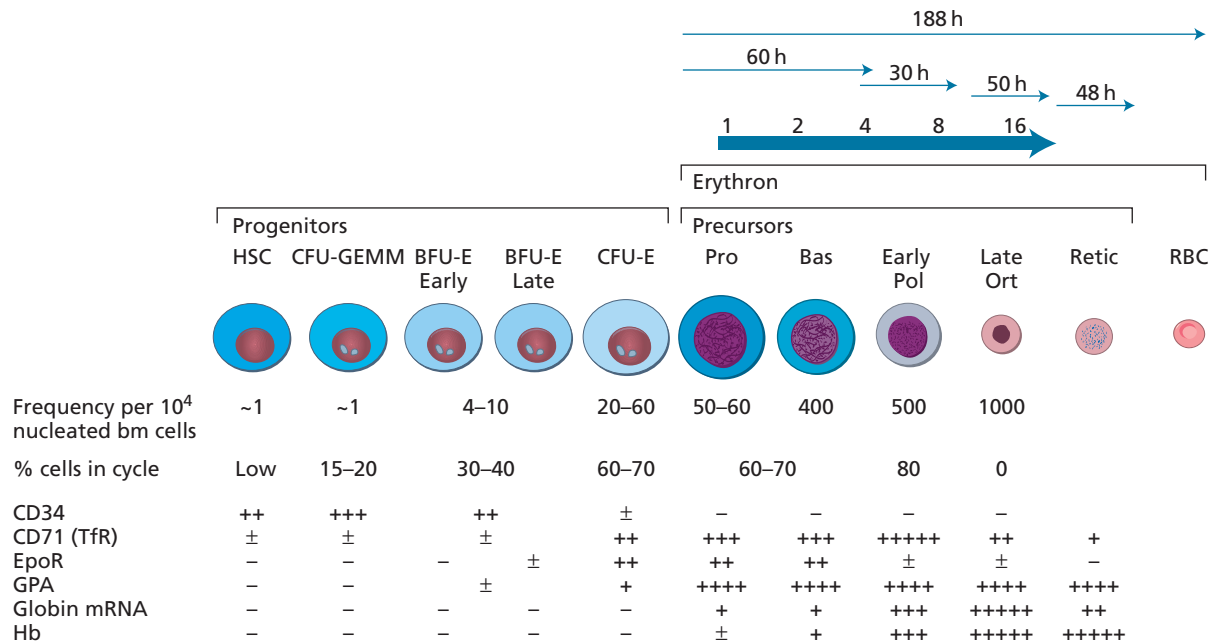 188 h
60 h
30 h
50 h
48 h
1 2 4 8 16
Erythron
Progenitors Precursors
HSC CFU-GEMM BFU-E BFU-E CFU-E Pro Bas Early Late Retic RBC
Early Late Pol Ort
Frequency per 10⁴ ~1 ~1 4–10 20–60 50–60 400 500 1000
nucleated bm cells
% cells in cycle Low 15–20 30–40 60–70 60–70 80 0
CD34 ++ +++ ++ ± – – – –
CD71 (TfR) ± ± ± ++ +++ +++ +++++ ++ +
EpoR – – – ± ++ ++ ++ ± ± –
GPA – – ± + ++++ ++++ ++++ ++++ ++++
Globin mRNA – – – – – + + +++ +++++ ++
Hb – – – – – ± + +++ +++++ +++++